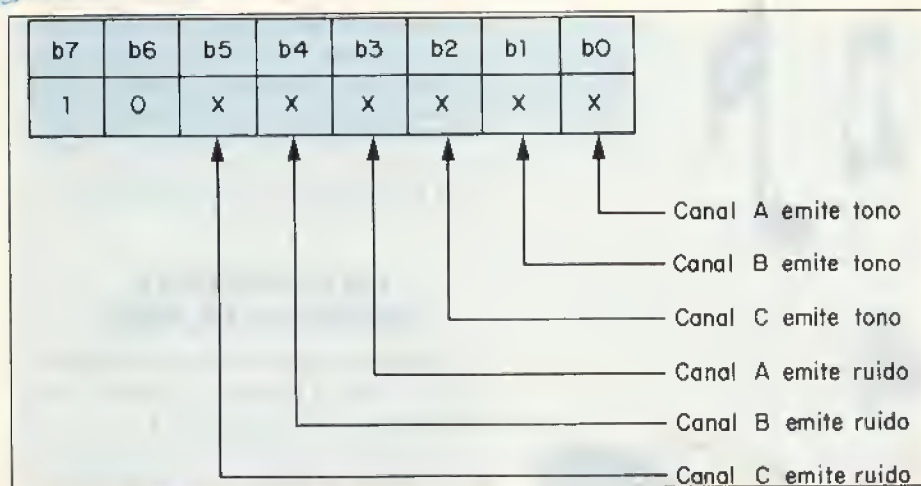 b7 b6 b5 b4 b3 b2 b1 b0
1 0 X X X X X X
Canal A emite tono
Canal B emite tono
Canal C emite tono
Canal A emite ruido
Canal B emite ruido
Canal C emite ruido